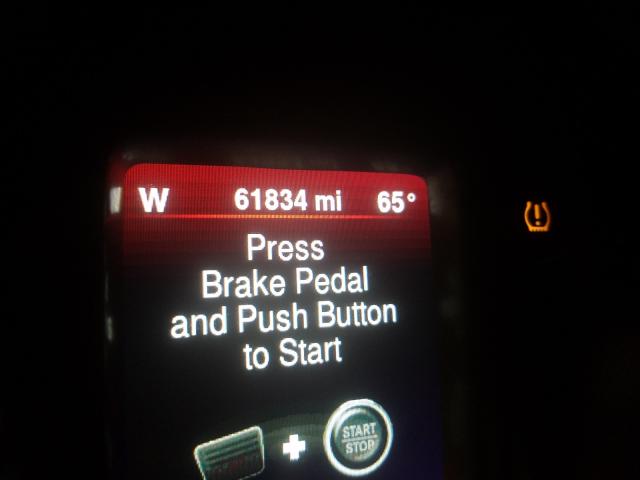 W 61834 mi 65°
Press
Brake Pedal
and Push Button
to Start
START
STOP